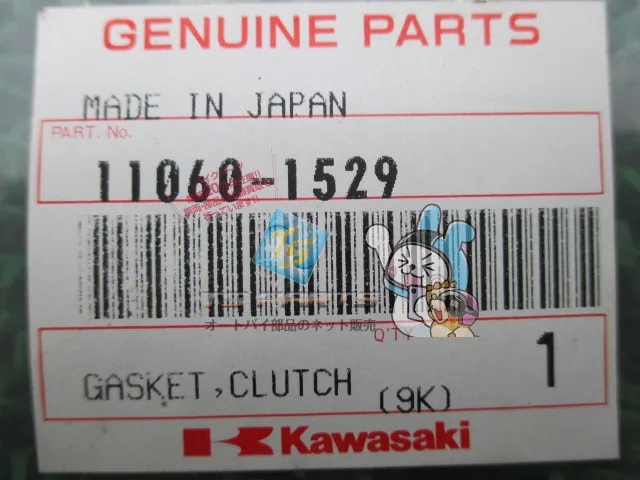 GENUINE PARTS
MADE IN JAPAN
PART. No.
11060-1529
オートバイ部品のネット販売
Q'TY
GASKET,CLUTCH (9K) 1
Kawasaki